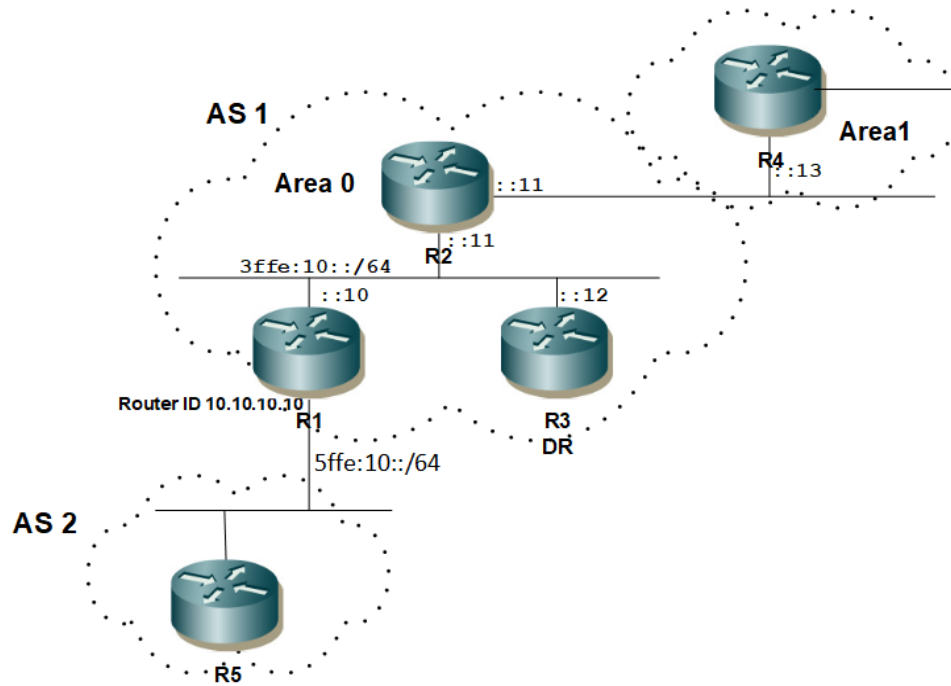 AS 1
Area 0
R4
Area1
::13
::11
R2
::11
3ffe:10::/64
::10
::12
Router ID 10.10.10.10
R1
R3
DR
5ffe:10::/64
AS 2
R5